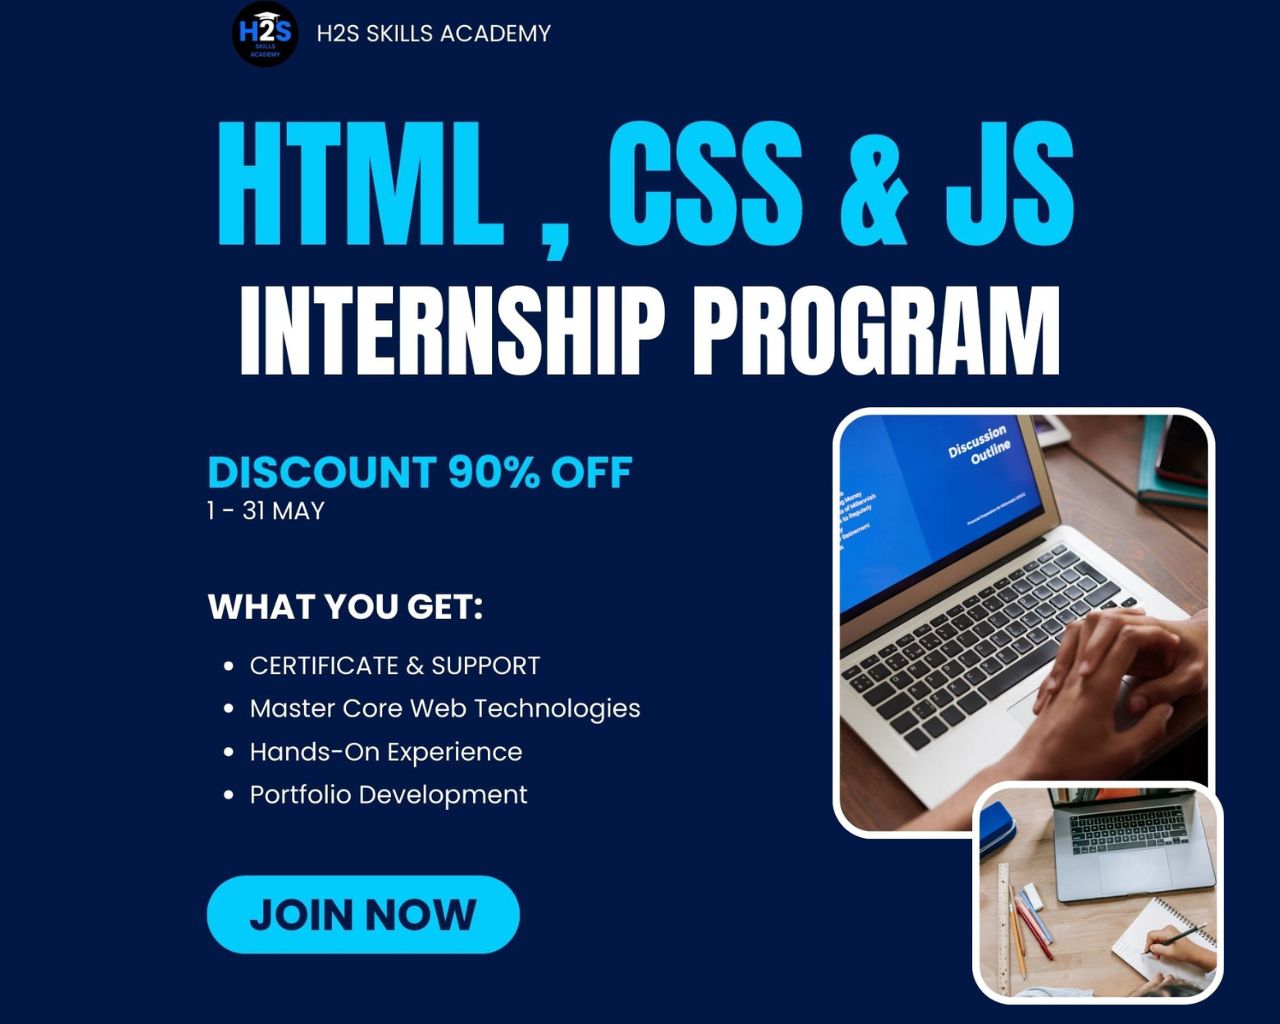 H2S
SKILLS
ACADEMY
H2S SKILLS ACADEMY
HTML , CSS & JS
INTERNSHIP PROGRAM
DISCOUNT 90% OFF
1 - 31 MAY
WHAT YOU GET:
• CERTIFICATE & SUPPORT
• Master Core Web Technologies
• Hands-On Experience
• Portfolio Development
JOIN NOW
Discussion
Outline